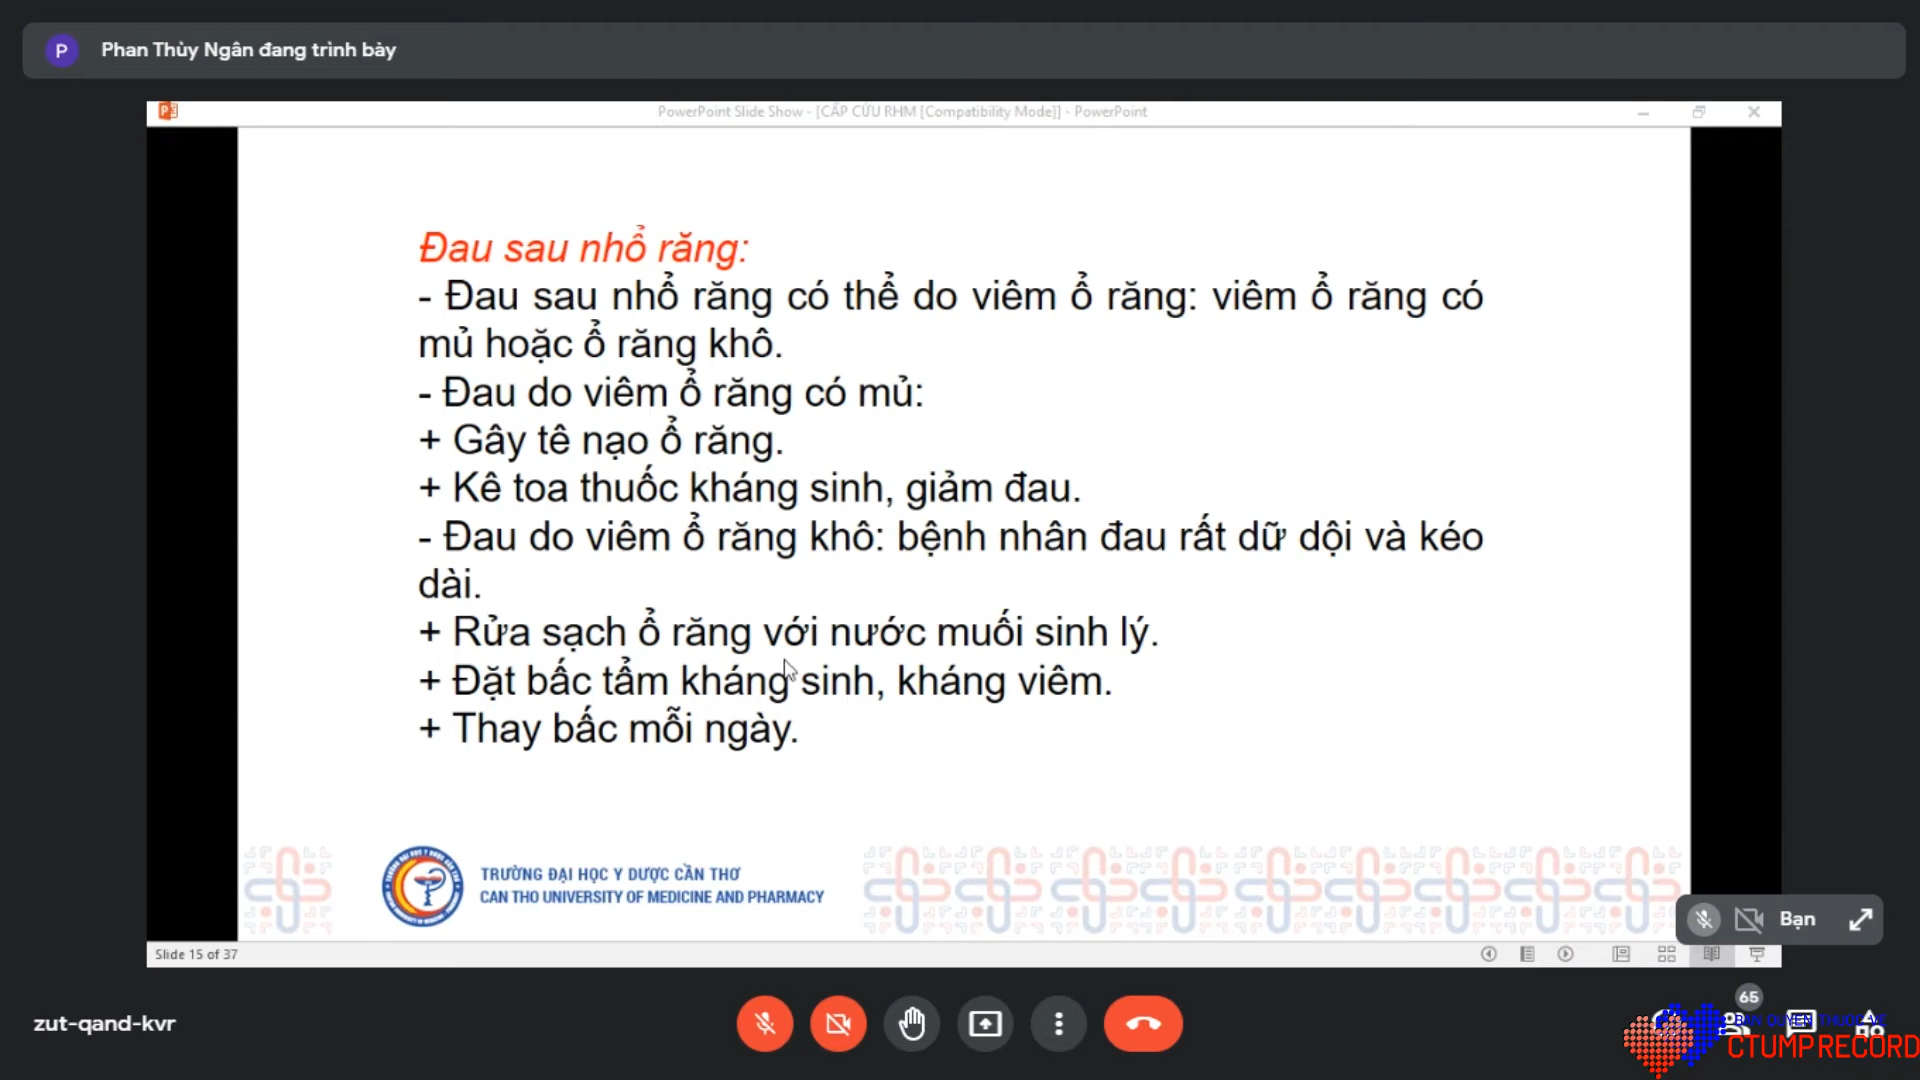 P Phan Thùy Ngân đang trình bày
PowerPoint Slide Show - [CẤP CỨU RHM [Compatibility Mode]] - PowerPoint
Đau sau nhổ răng:
- Đau sau nhổ răng có thể do viêm ổ răng: viêm ổ răng có
mủ hoặc ổ răng khô.
- Đau do viêm ổ răng có mủ:
+ Gây tê nạo ổ răng.
+ Kê toa thuốc kháng sinh, giảm đau.
- Đau do viêm ổ răng khô: bệnh nhân đau rất dữ dội và kéo
dài.
+ Rửa sạch ổ răng với nước muối sinh lý.
+ Đặt bấc tẩm kháng sinh, kháng viêm.
+ Thay bấc mỗi ngày.
TRƯỜNG ĐẠI HỌC Y DƯỢC CẦN THƠ
CAN THO UNIVERSITY OF MEDICINE AND PHARMACY
Bạn
Slide 15 of 37
65
zut-qand-kvr
BẢN QUYỀN THUỘC VỀ
CTUMP RECORD